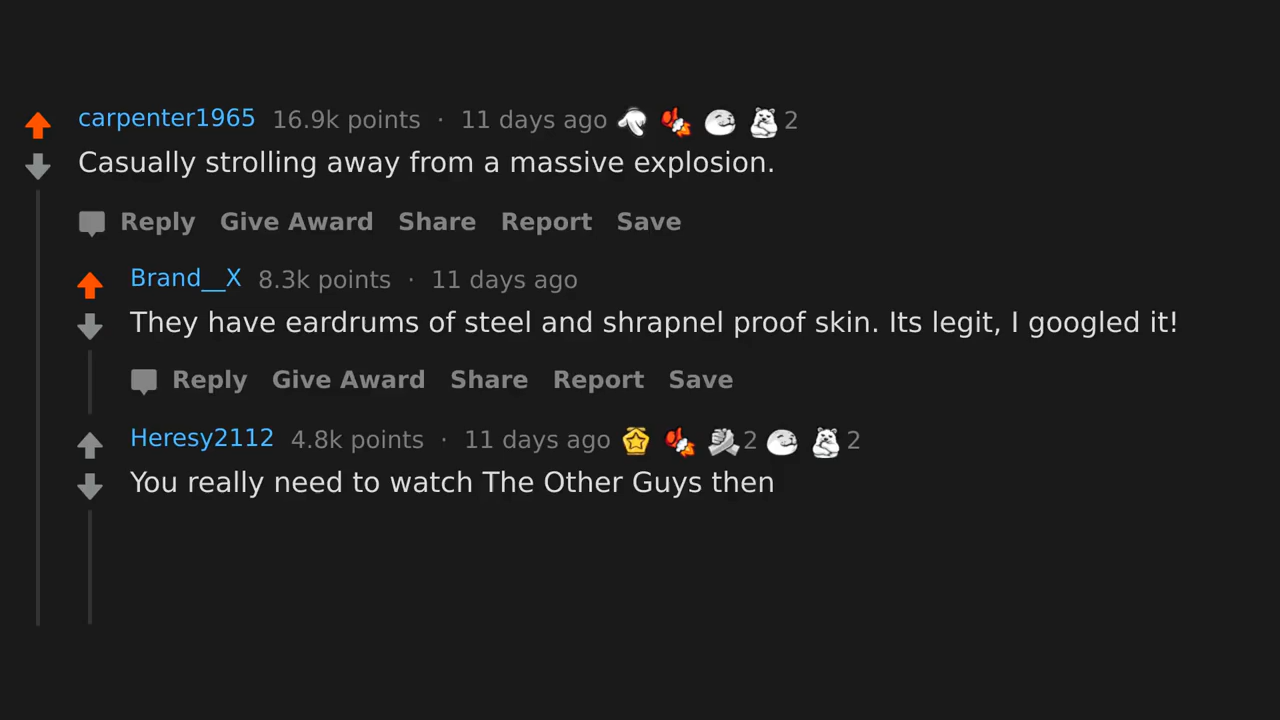 carpenter1965 16.9k points · 11 days ago 2
Casually strolling away from a massive explosion.
Reply Give Award Share Report Save
Brand__X 8.3k points · 11 days ago
They have eardrums of steel and shrapnel proof skin. Its legit, I googled it!
Reply Give Award Share Report Save
Heresy2112 4.8k points · 11 days ago 2 2
You really need to watch The Other Guys then